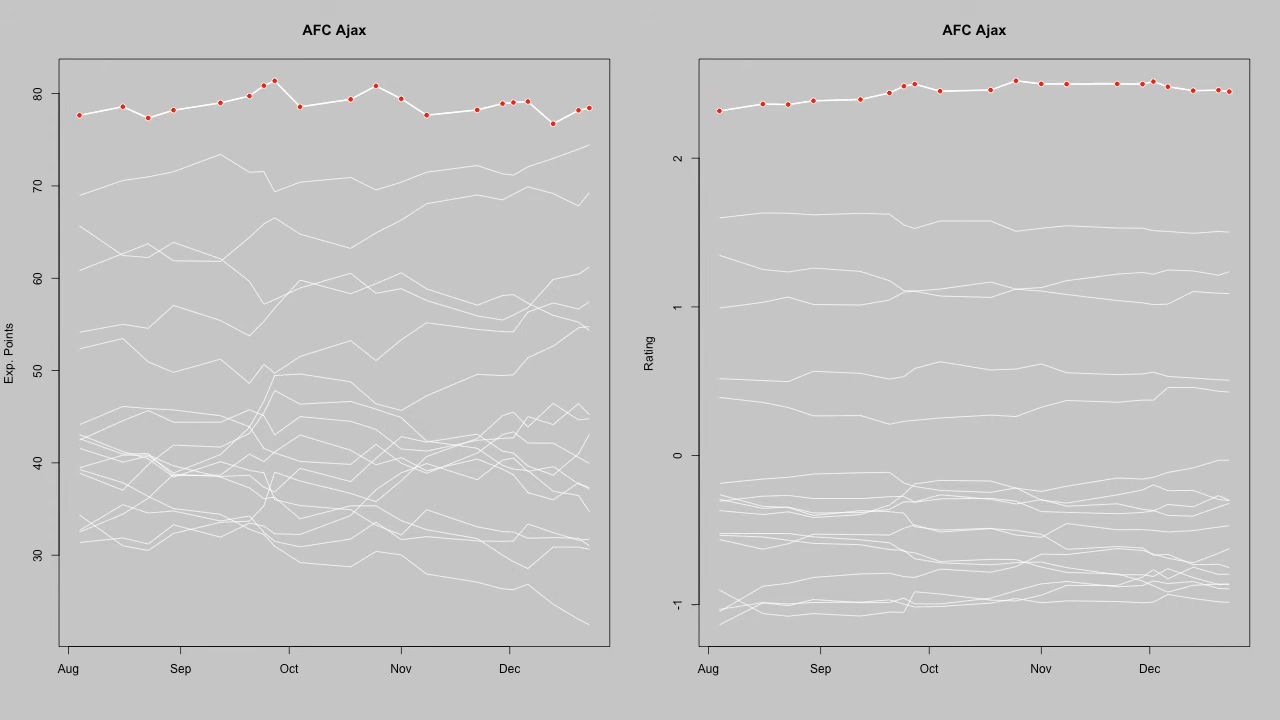 AFC Ajax
Exp. Points
80
70
60
50
40
30
Aug Sep Oct Nov Dec
AFC Ajax
Rating
2
1
0
-1
Aug Sep Oct Nov Dec